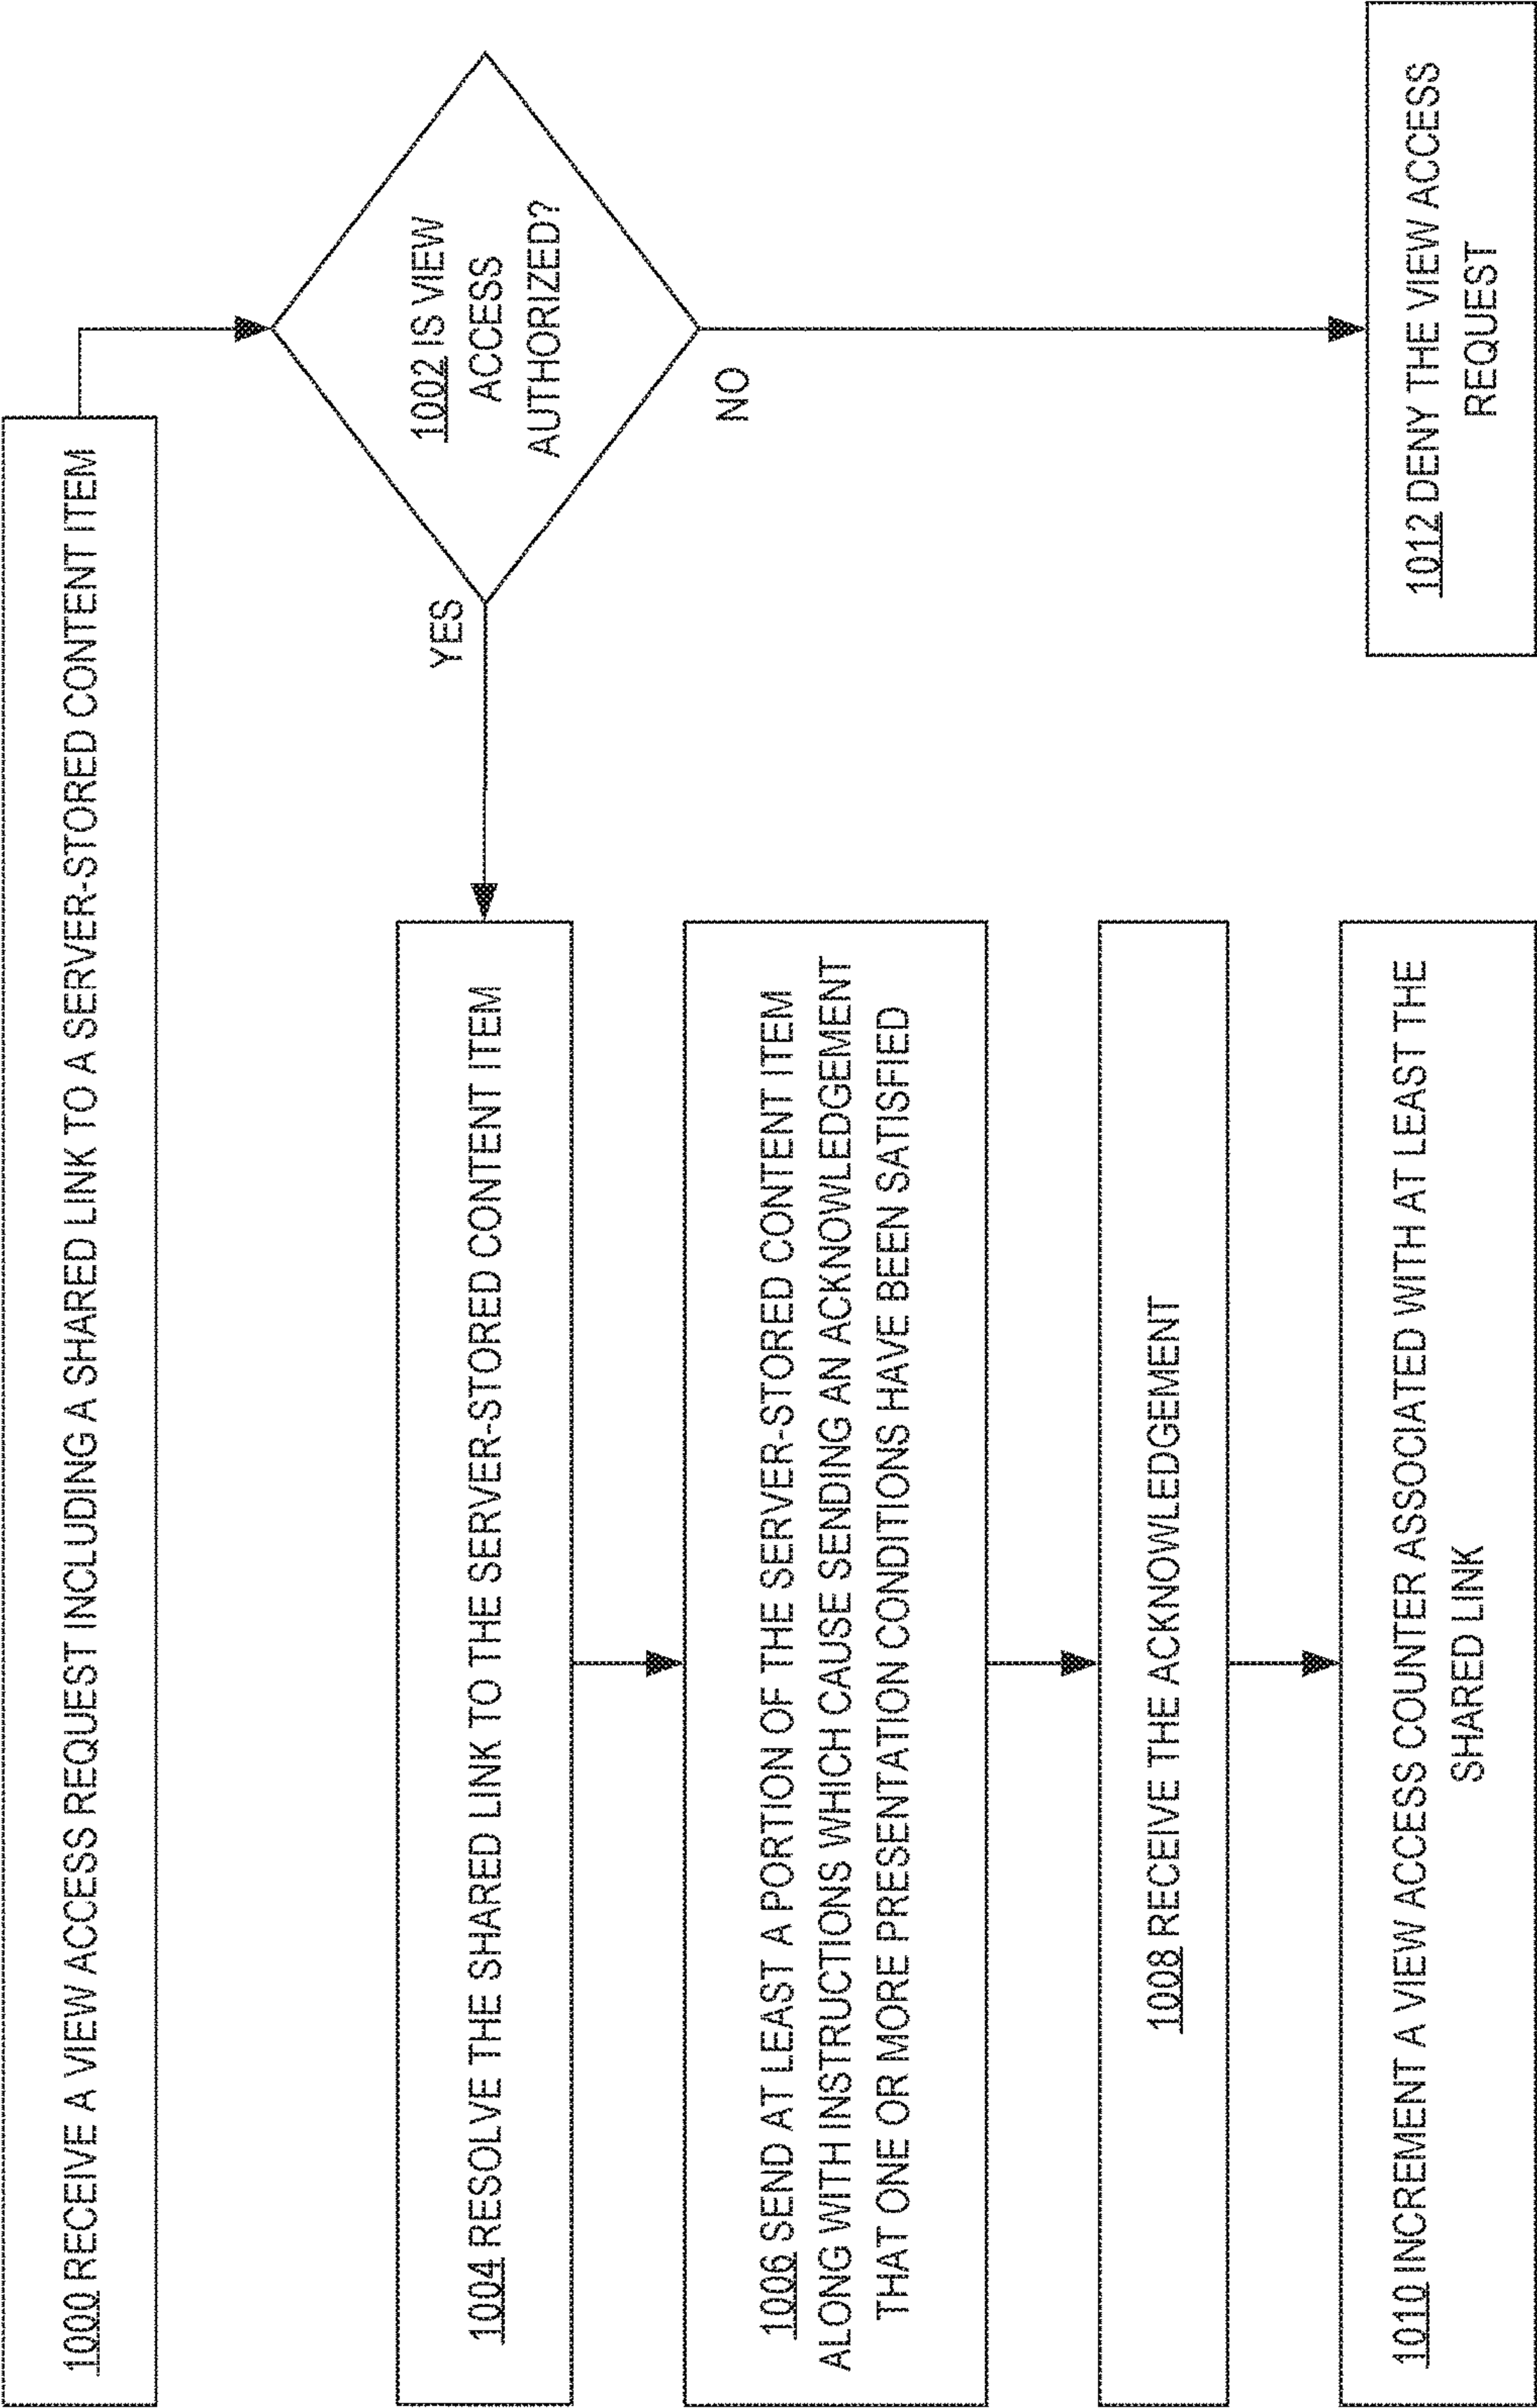 1000 RECEIVE A VIEW ACCESS REQUEST INCLUDING A SHARED LINK TO A SERVER-STORED CONTENT ITEM
1002 IS VIEW
ACCESS
AUTHORIZED?
YES
NO
1004 RESOLVE THE SHARED LINK TO THE SERVER-STORED CONTENT ITEM
1006 SEND AT LEAST A PORTION OF THE SERVER-STORED CONTENT ITEM
ALONG WITH INSTRUCTIONS WHICH CAUSE SENDING AN ACKNOWLEDGEMENT
THAT ONE OR MORE PRESENTATION CONDITIONS HAVE BEEN SATISFIED
1008 RECEIVE THE ACKNOWLEDGEMENT
1010 INCREMENT A VIEW ACCESS COUNTER ASSOCIATED WITH AT LEAST THE
SHARED LINK
1012 DENY THE VIEW ACCESS
REQUEST